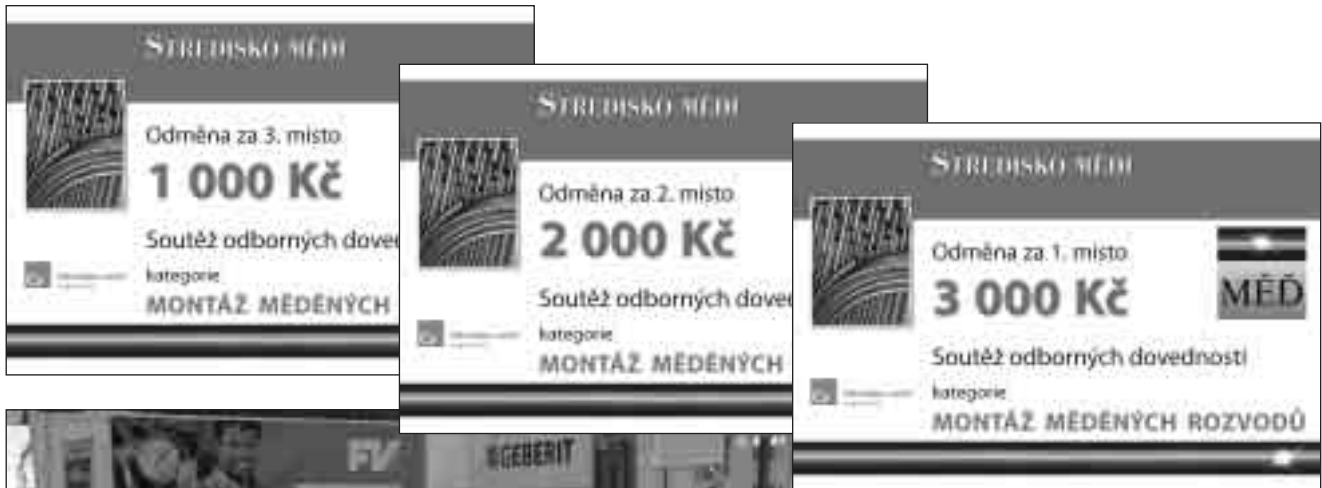 STŘEDISKO MĚDI
Odměna za 3. místo
1 000 Kč
Soutěž odborných
kategorie
MONTÁŽ MĚDĚNÝCH
STŘEDISKO MĚDI
Odměna za 2. místo
2 000 Kč
Soutěž odborných
kategorie
MONTÁŽ MĚDĚNÝCH
STŘEDISKO MĚDI
Odměna za 1. místo
3 000 Kč
MĚĎ
Soutěž odborných dovedností
kategorie
MONTÁŽ MĚDĚNÝCH ROZVODŮ
FV
GEBERIT